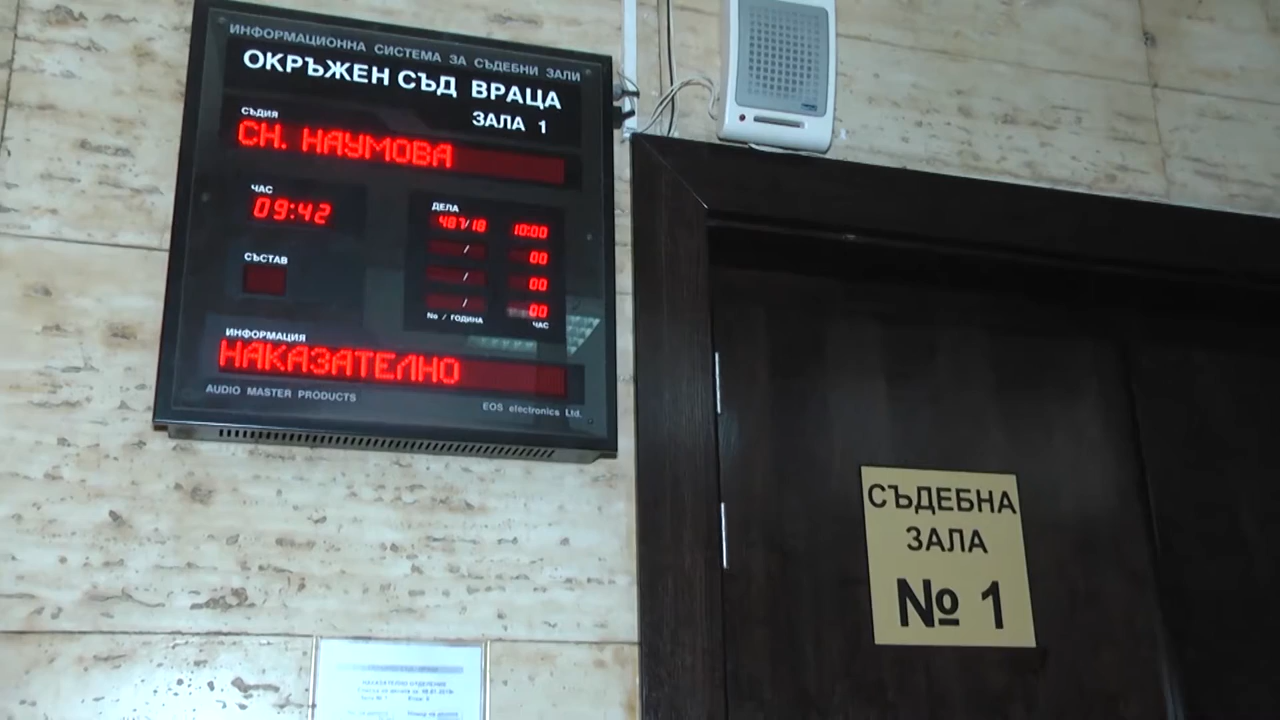 ИНФОРМАЦИОННА СИСТЕМА ЗА СЪДЕБНИ ЗАЛИ
ОКРЪЖЕН СЪД ВРАЦА
ЗАЛА 1
СЪДИЯ
СН. НАУМОВА
ЧАС
09:42
ДЕЛА
487/18 10:00
/ 00
/ 00
/ 00
No / ГОДИНА ЧАС
СЪСТАВ
ИНФОРМАЦИЯ
НАКАЗАТЕЛНО
AUDIO MASTER PRODUCTS
EOS electronics Ltd.
СЪДЕБНА
ЗАЛА
№ 1
НАКАЗАТЕЛНО ОТДЕЛЕНИЕ